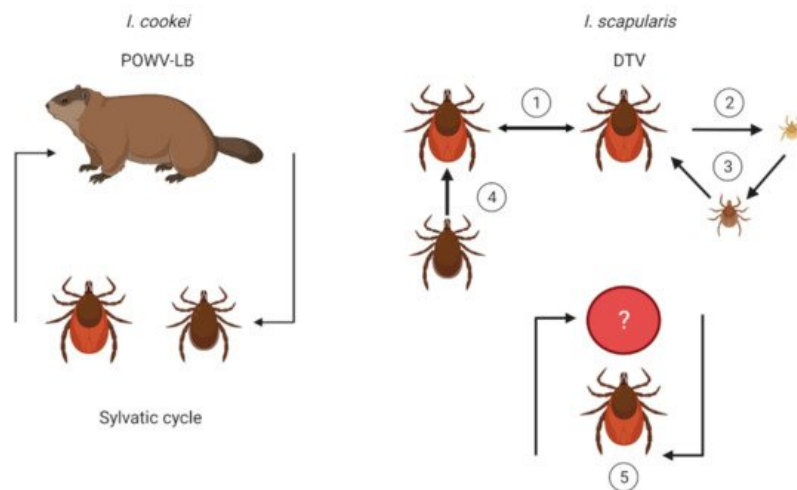 I. cookei
POWV-LB
Sylvatic cycle
I. scapularis
DTV
1
2
3
4
?
5